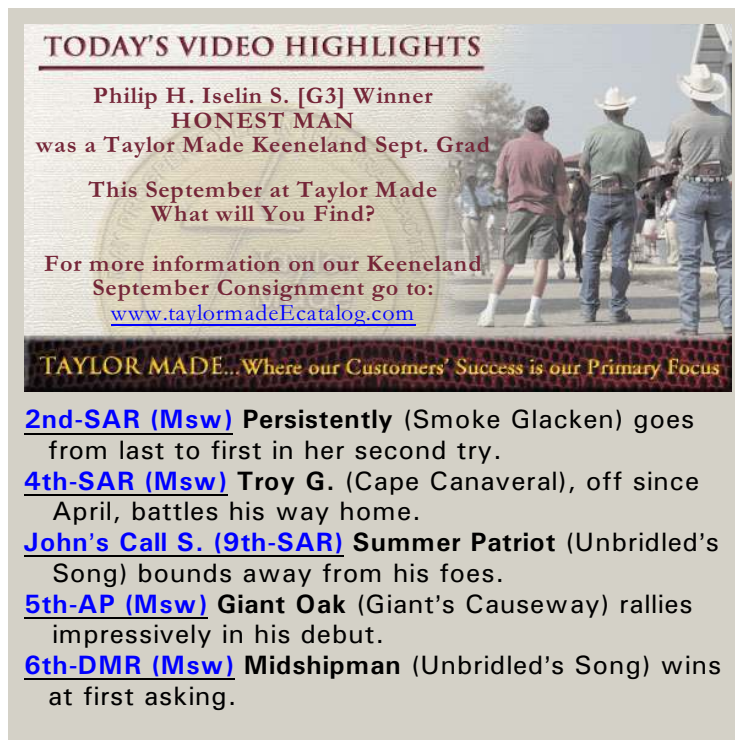 TODAY'S VIDEO HIGHLIGHTS
Philip H. Iselin S. [G3] Winner
HONEST MAN
was a Taylor Made Keeneland Sept. Grad
This September at Taylor Made
What will You Find?
For more information on our Keeneland
September Consignment go to:
www.taylormadeEcatalog.com
TAYLOR MADE...Where our Customers' Success is our Primary Focus
2nd-SAR (Msw) Persistently (Smoke Glacken) goes
from last to first in her second try.
4th-SAR (Msw) Troy G. (Cape Canaveral), off since
April, battles his way home.
John's Call S. (9th-SAR) Summer Patriot (Unbridled's
Song) bounds away from his foes.
5th-AP (Msw) Giant Oak (Giant's Causeway) rallies
impressively in his debut.
6th-DMR (Msw) Midshipman (Unbridled's Song) wins
at first asking.